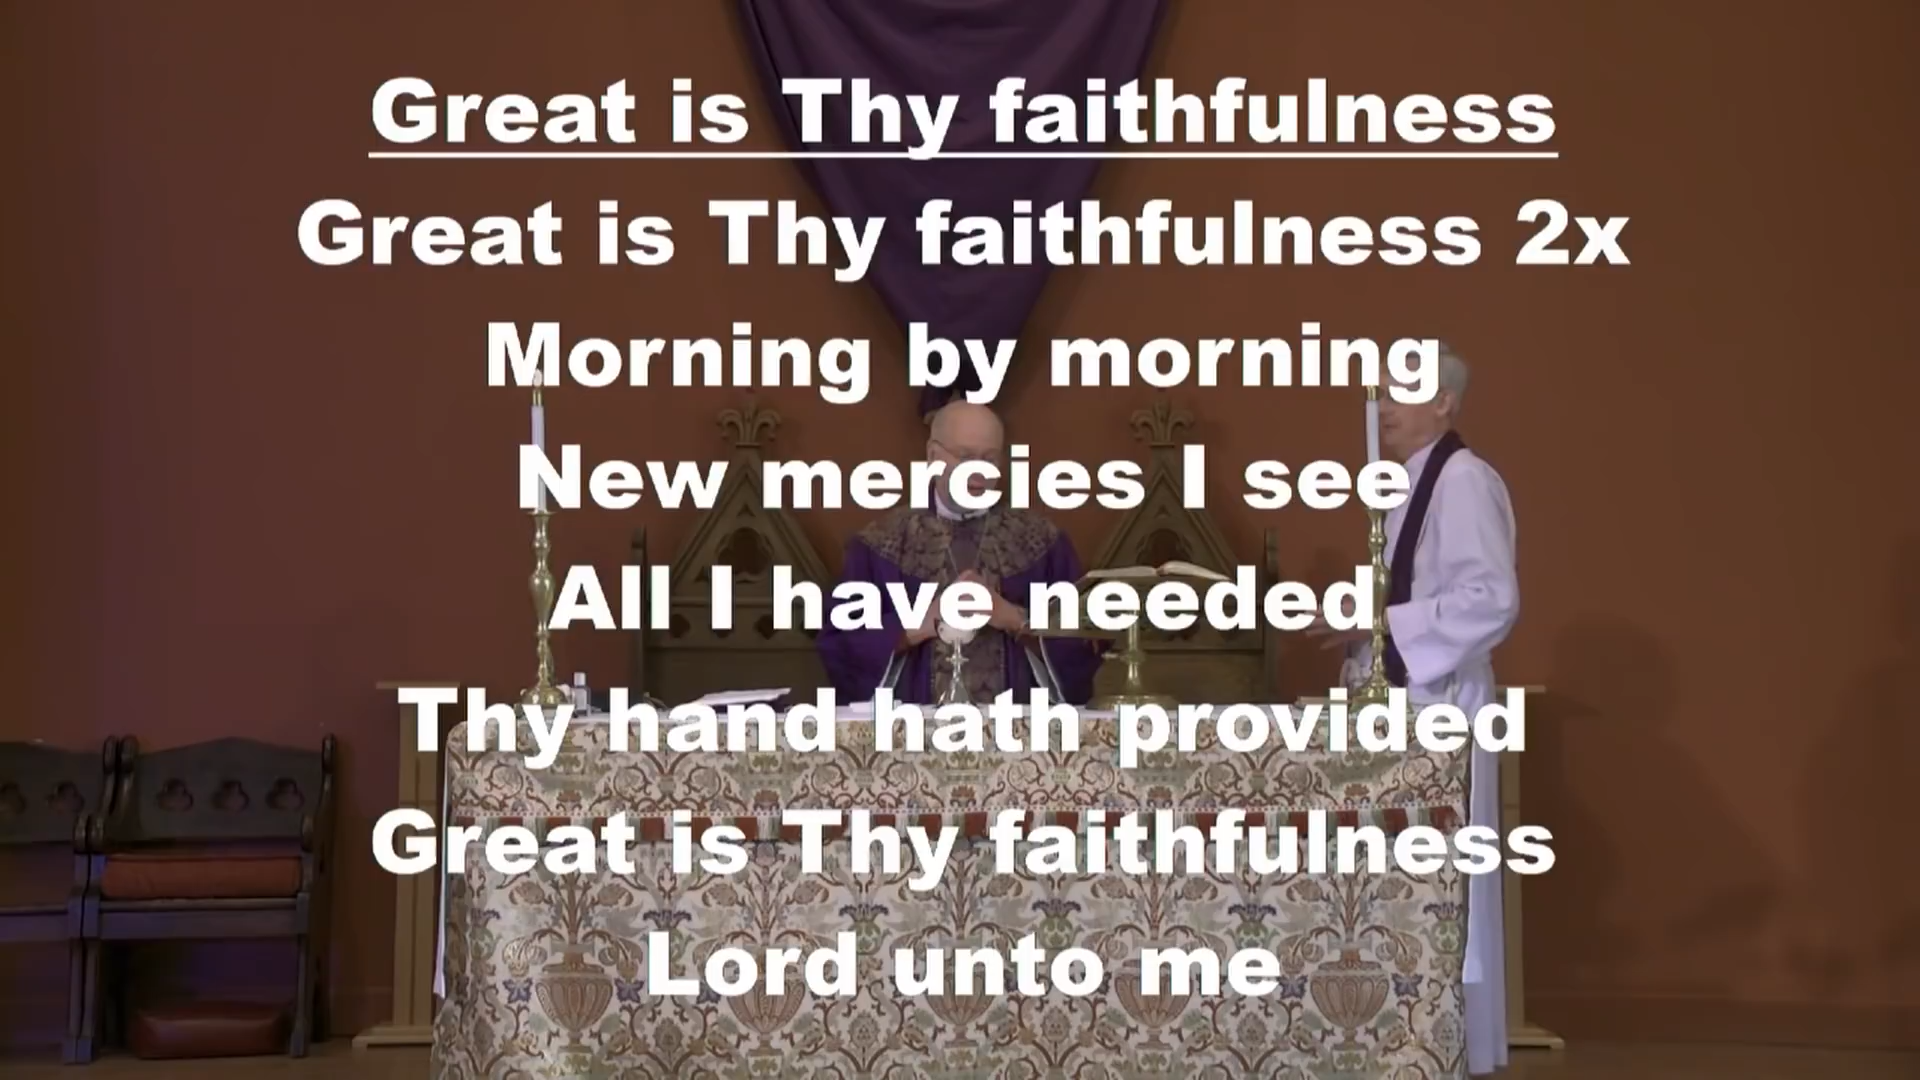 Great is Thy faithfulness
Great is Thy faithfulness 2x
Morning by morning
New mercies I see
All I have needed
Thy hand hath provided
Great is Thy faithfulness
Lord unto me